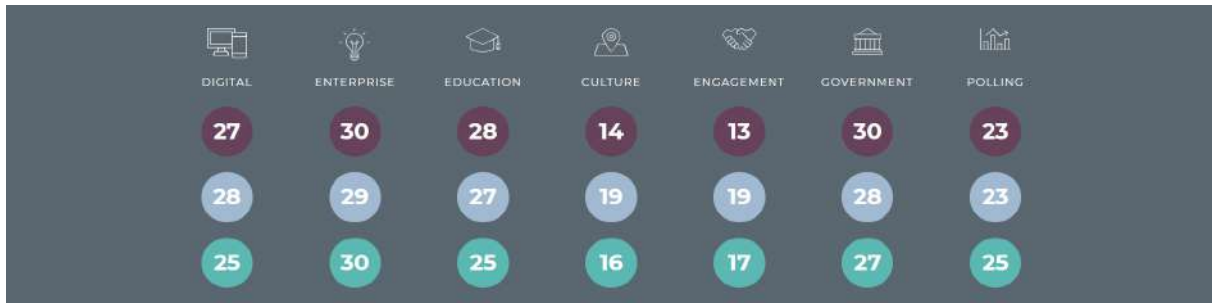 DIGITAL ENTERPRISE EDUCATION CULTURE ENGAGEMENT GOVERNMENT POLLING
27 30 28 14 13 30 23
28 29 27 19 19 28 23
25 30 25 16 17 27 25